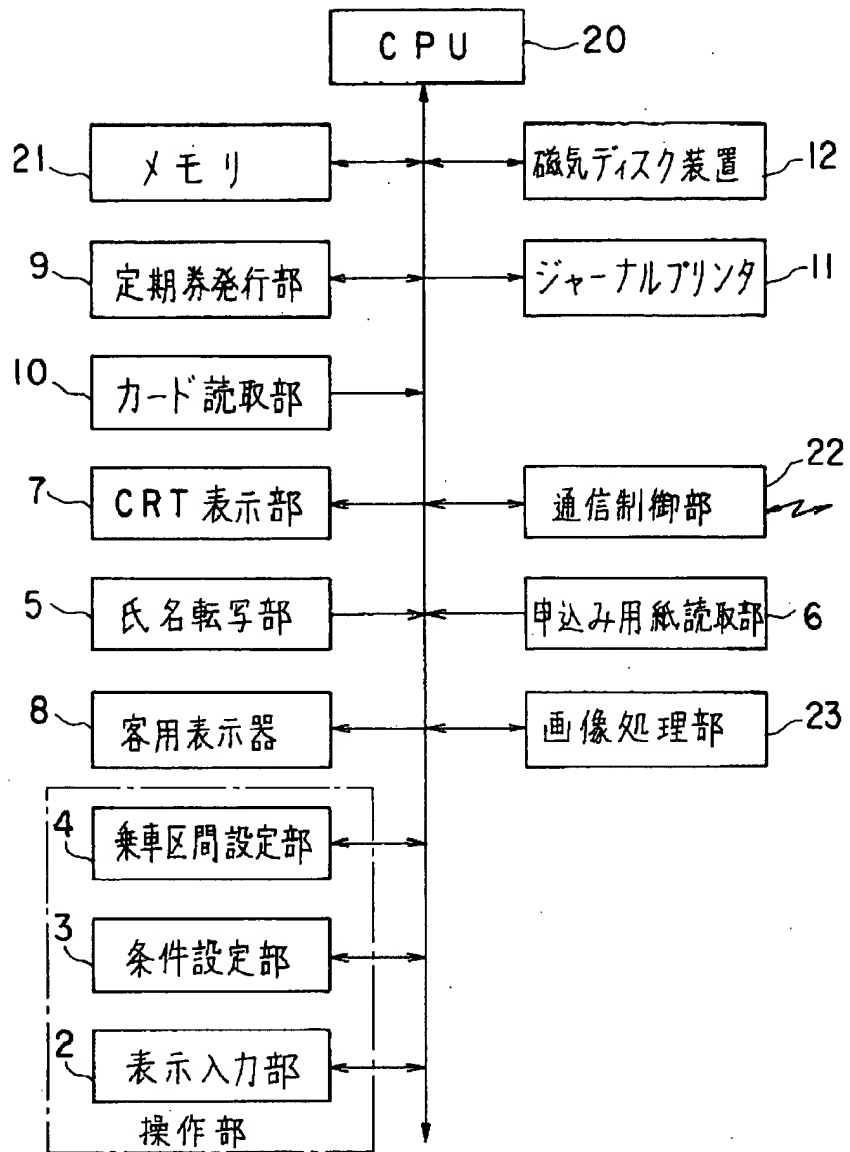 CPU 20
21 メモリ
磁気ディスク装置 12
9 定期券発行部
ジャーナルプリンタ 11
10 カード読取部
7 CRT表示部
通信制御部 22
5 氏名転写部
申込み用紙読取部 6
8 客用表示器
画像処理部 23
4 乗車区間設定部
3 条件設定部
2 表示入力部
操作部